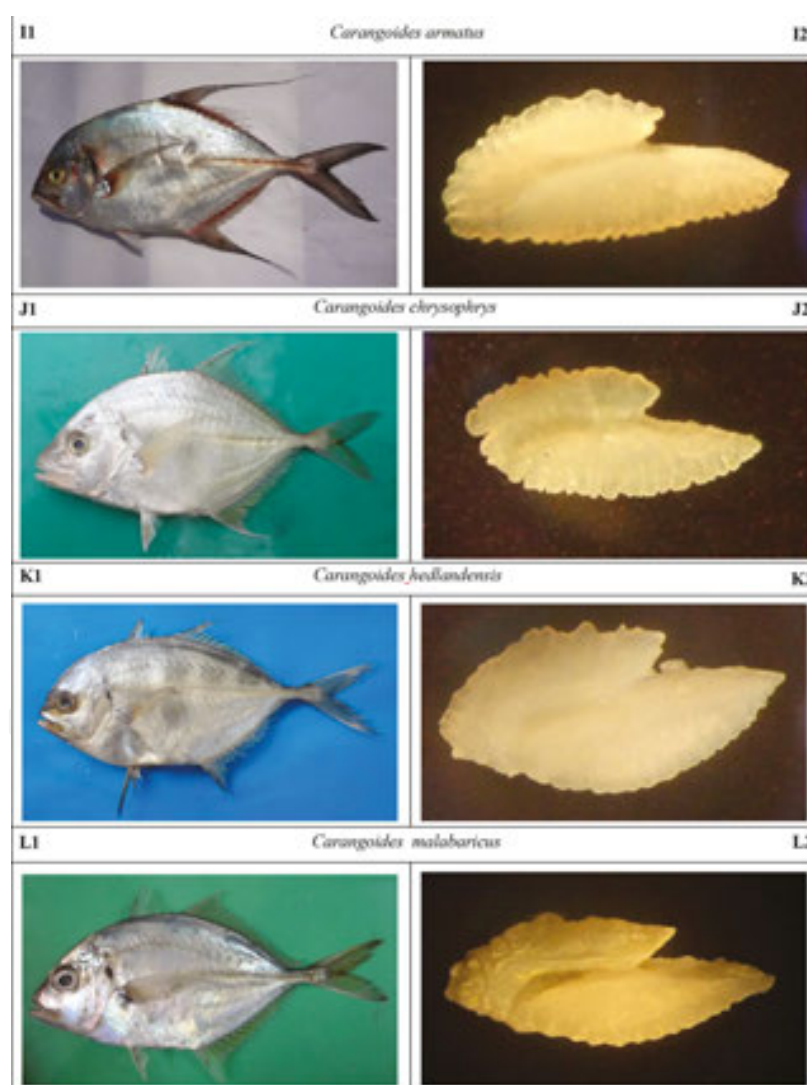 I1 Carangoides armatus I2
J1 Carangoides chrysophrys J2
K1 Carangoides hedlandensis
L1 Carangoides malabaricus